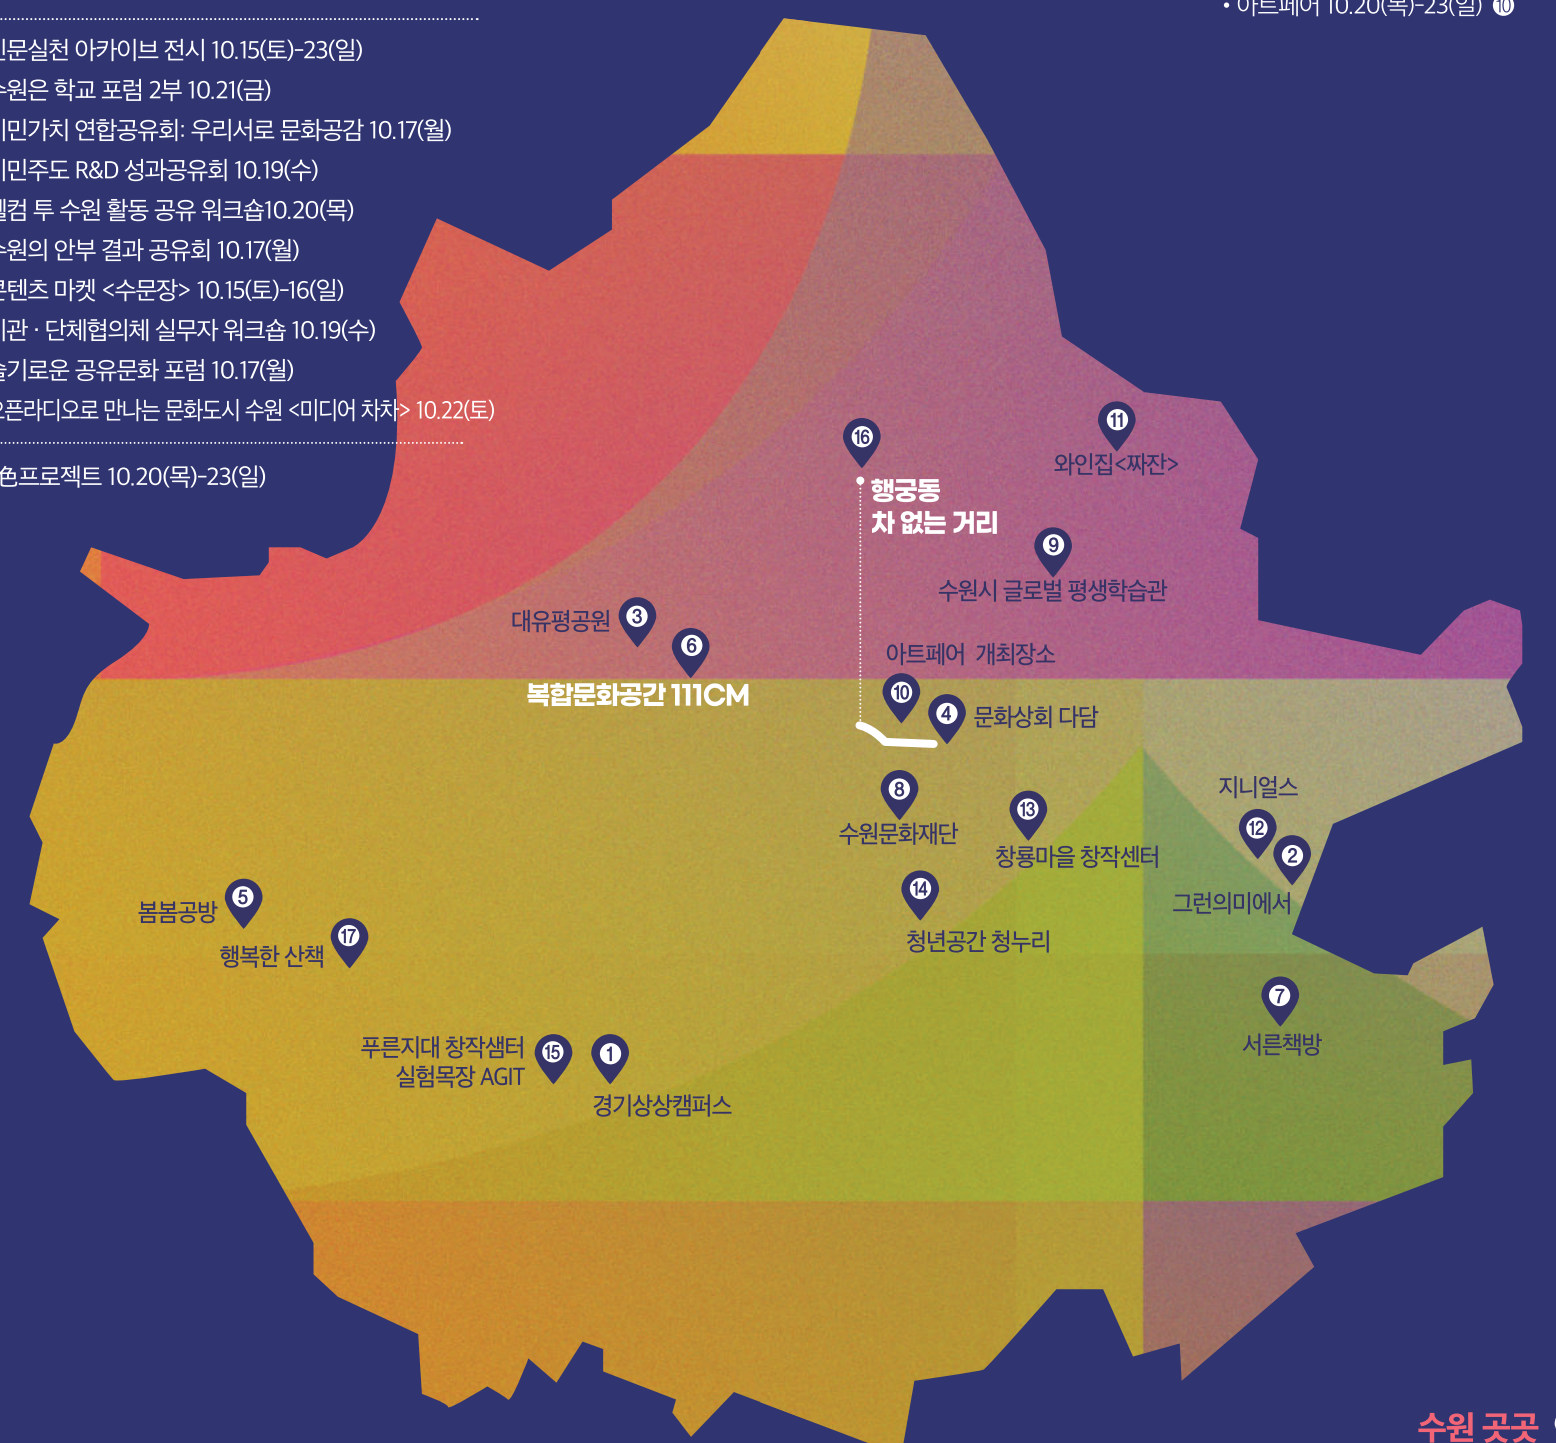 아트페어 10.20(목)-23(일) ⑩
인문실천 아카이브 전시 10.15(토)-23(일)
수원은 학교 포럼 2부 10.21(금)
시민가치 연합공유회: 우리서로 문화공감 10.17(월)
시민주도 R&D 성과공유회 10.19(수)
웰컴 투 수원 활동 공유 워크숍10.20(목)
수원의 안부 결과 공유회 10.17(월)
콘텐츠 마켓 <수문장> 10.15(토)-16(일)
기관 · 단체협의체 실무자 워크숍 10.19(수)
슬기로운 공유문화 포럼 10.17(월)
오픈라디오로 만나는 문화도시 수원 <미디어 차차> 10.22(토)
色프로젝트 10.20(목)-23(일)
⑯
행궁동
차 없는 거리
⑪
와인집<짜잔>
⑨
수원시 글로벌 평생학습관
대유평공원 ③
⑥
복합문화공간 111CM
아트페어 개최장소
⑩
④ 문화상회 다담
⑧
수원문화재단
⑬
창룡마을 창작센터
지니얼스
⑫
②
그런의미에서
⑭
청년공간 청누리
봄봄공방 ⑤
행복한 산책 ⑰
⑦
서른책방
푸른지대 창작샘터
실험목장 AGIT
⑮
①
경기상상캠퍼스
수원 곳곳